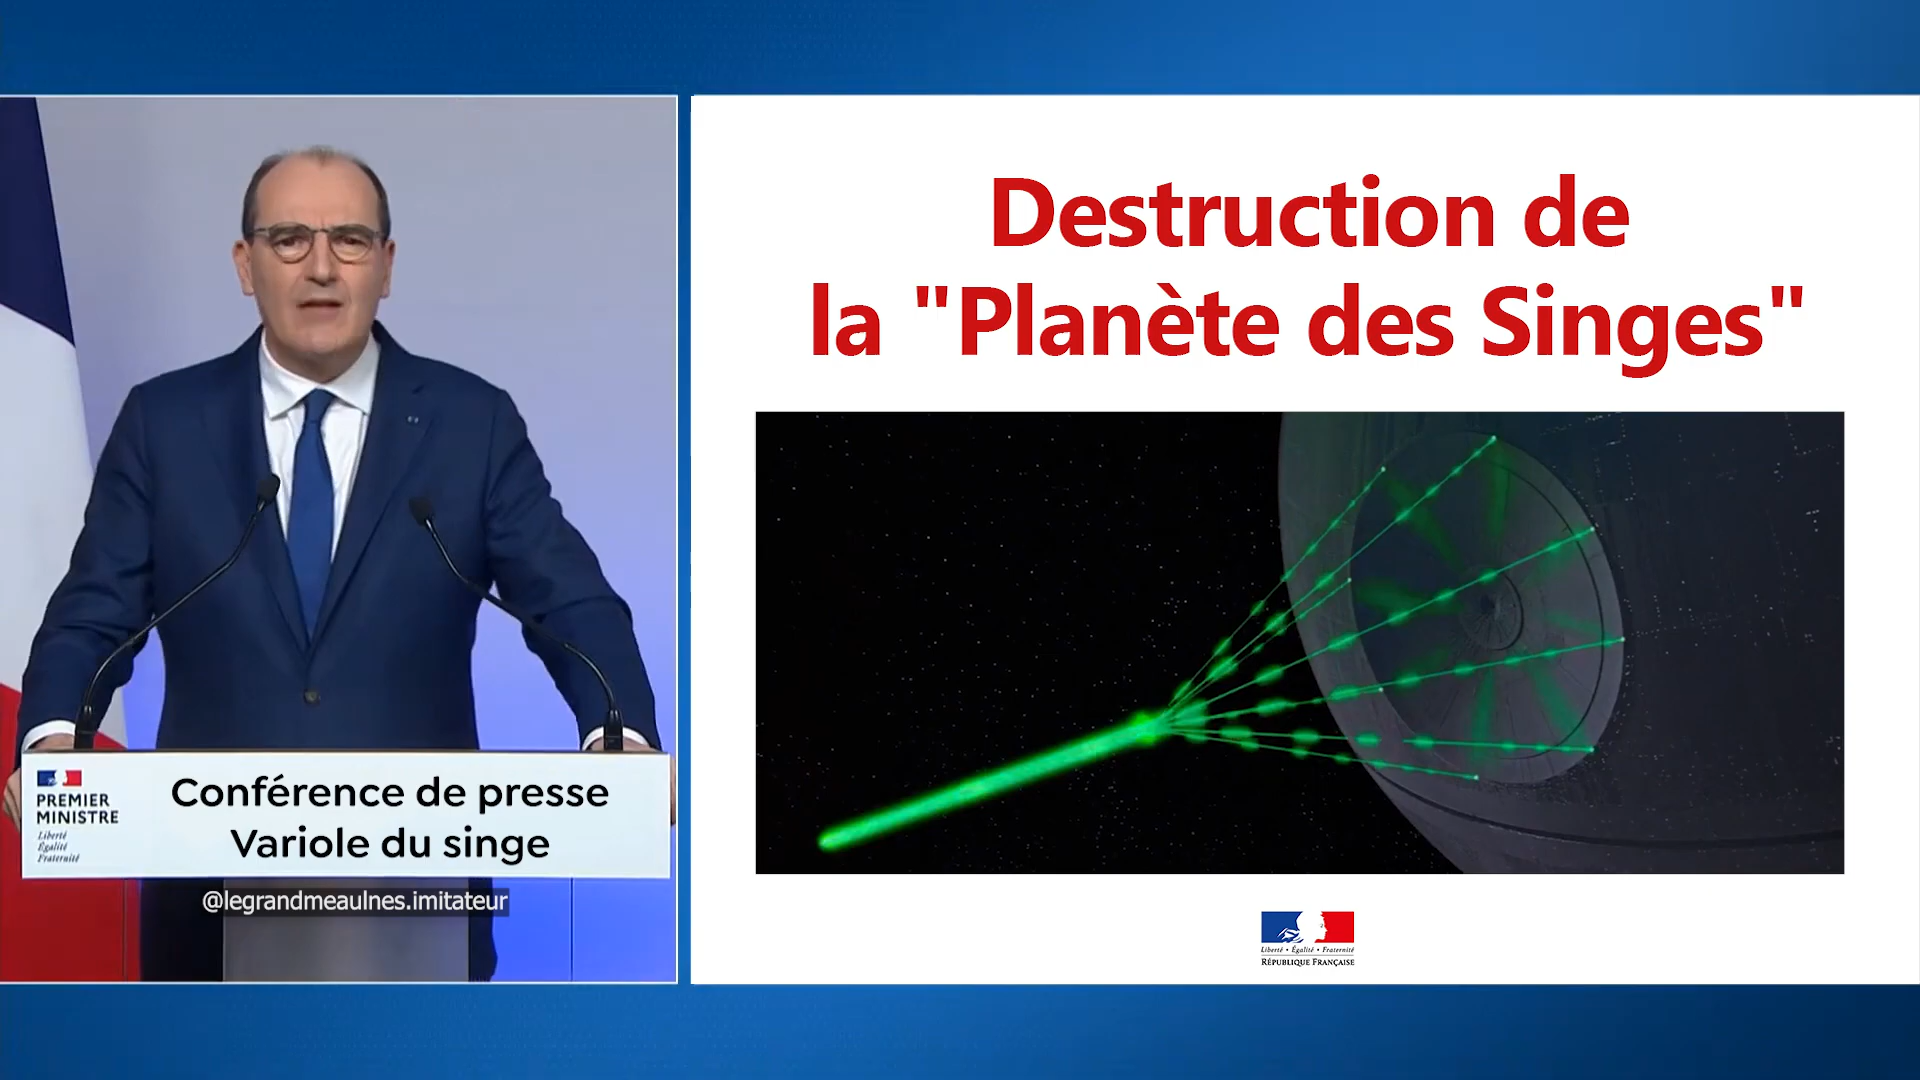 Destruction de
la "Planète des Singes"
PREMIER
MINISTRE
Liberté
Égalité
Fraternité
Conférence de presse
Variole du singe
@legrandmeaulnes.imitateur
Liberté • Égalité • Fraternité
RÉPUBLIQUE FRANÇAISE